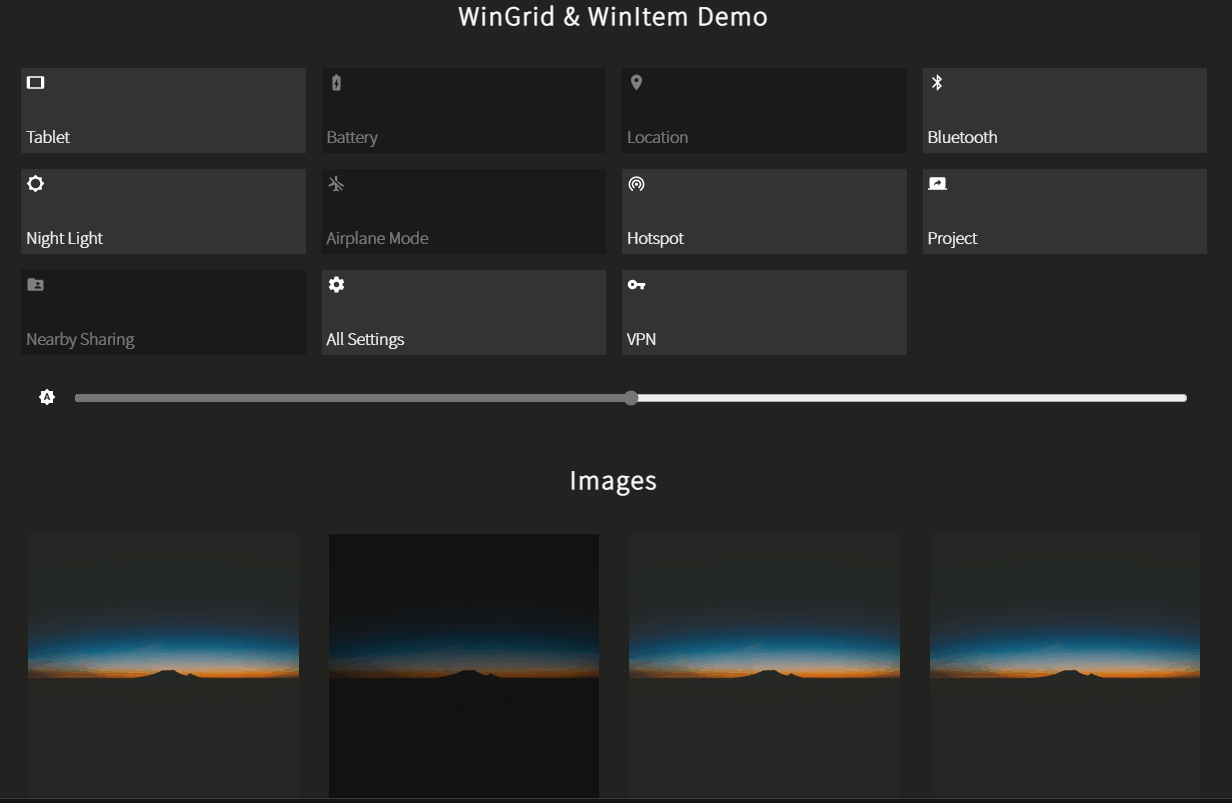 WinGrid & WinItem Demo
Tablet
Battery
Location
Bluetooth
Night Light
Airplane Mode
Hotspot
Project
Nearby Sharing
All Settings
VPN
Images